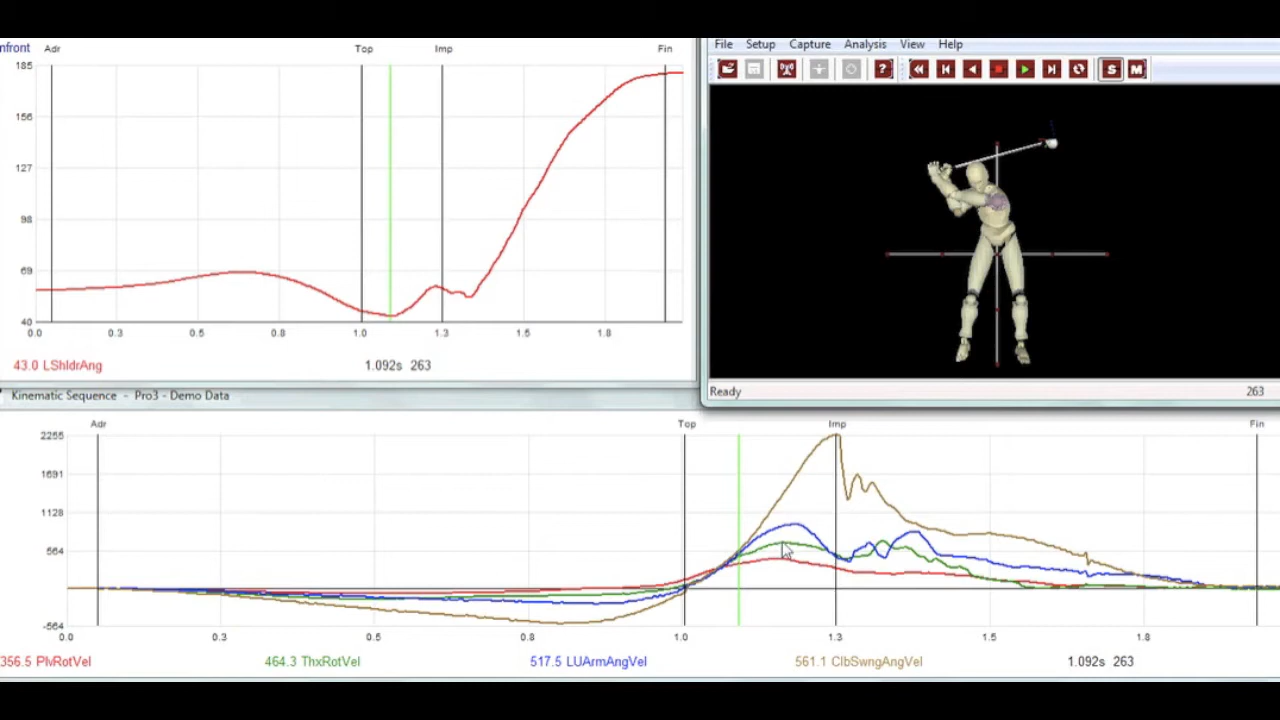 nfront Adr Top Imp Fin
185
156
127
98
69
40
0.0 0.3 0.5 0.8 1.0 1.3 1.5 1.8
43.0 LShldrAng 1.092s 263
File Setup Capture Analysis View Help
? S M
Ready 263
Kinematic Sequence - Pro3 - Demo Data
Adr Top Imp Fin
2255
1691
1128
564
-564
0.0 0.3 0.5 0.8 1.0 1.3 1.5 1.8
356.5 PlvRotVel 464.3 ThxRotVel 517.5 LUArmAngVel 561.1 ClbSwngAngVel 1.092s 263